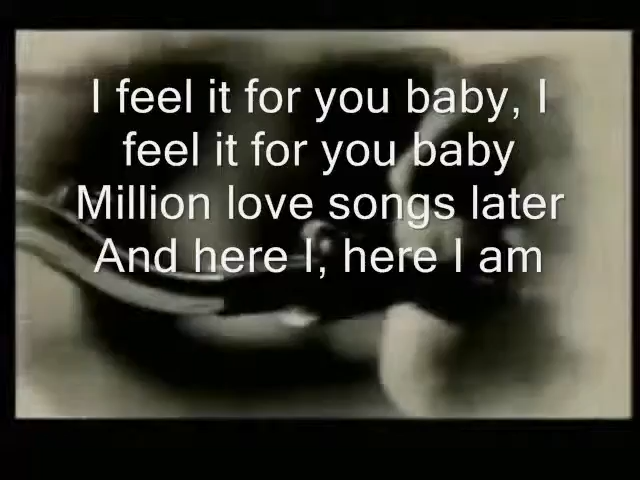 I feel it for you baby, I
feel it for you baby
Million love songs later
And here I, here I am